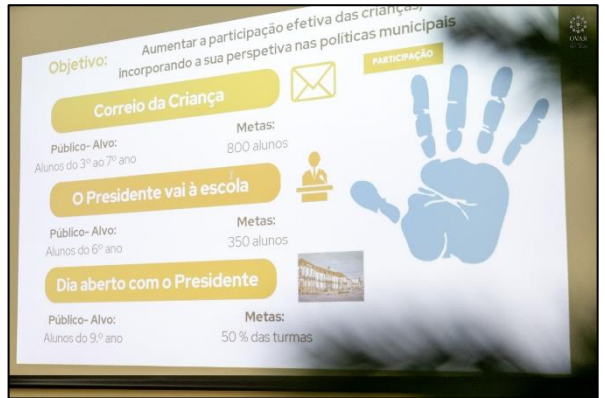 Objetivo: Aumentar a participação efetiva das crianças,
incorporando a sua perspetiva nas políticas municipais
PARTICIPAÇÃO
Correio da Criança
Público- Alvo:
Alunos do 3º ao 7º ano
Metas:
800 alunos
O Presidente vai à escola
Público- Alvo:
Alunos do 6º ano
Metas:
350 alunos
Dia aberto com o Presidente
Público- Alvo:
Alunos do 9.º ano
Metas:
50 % das turmas
OVAR